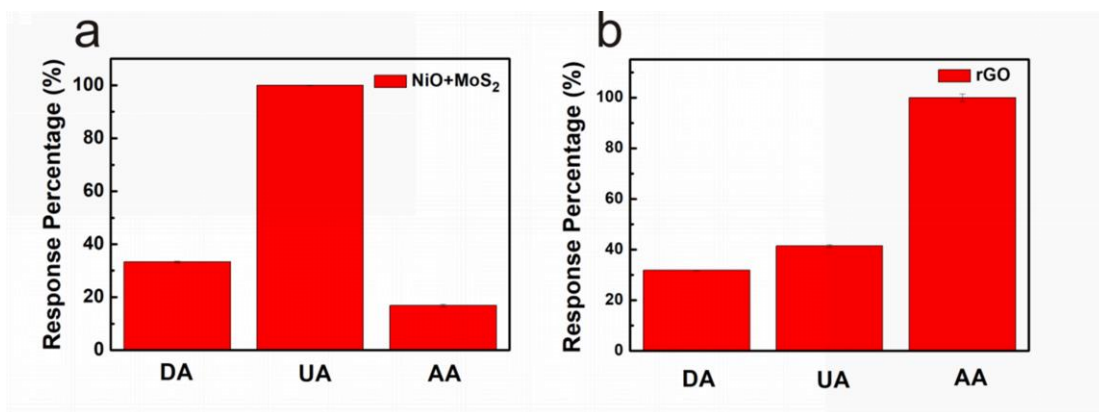 a
Response Percentage (%)
100
80
60
40
20
0
NiO+MoS₂
DA UA AA
b
Response Percentage (%)
100
80
60
40
20
0
rGO
DA UA AA